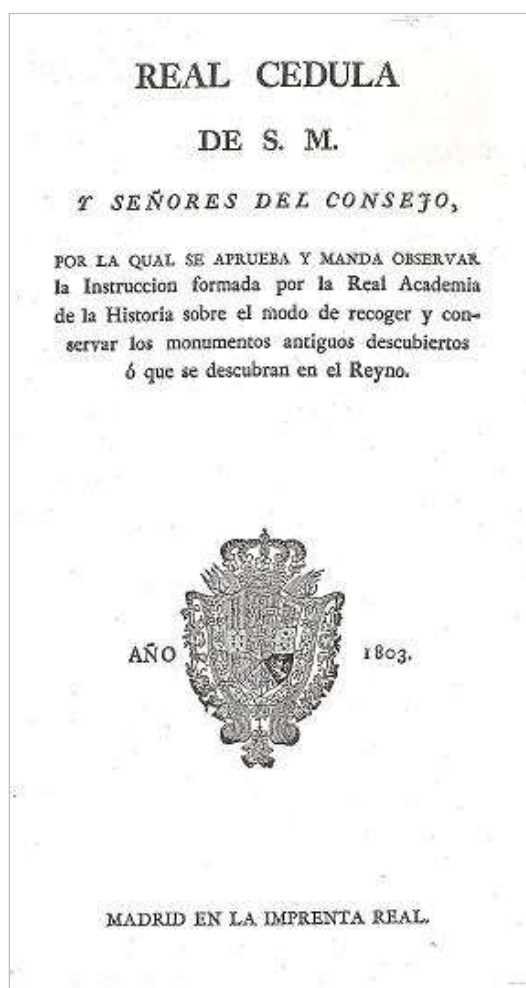 REAL CEDULA
DE S. M.
Y SEÑORES DEL CONSEJO,
POR LA QUAL SE APRUEBA Y MANDA OBSERVAR
la Instruccion formada por la Real Academia
de la Historia sobre el modo de recoger y con-
servar los monumentos antiguos descubiertos
ó que se descubran en el Reyno.
AÑO 1803.
MADRID EN LA IMPRENTA REAL.